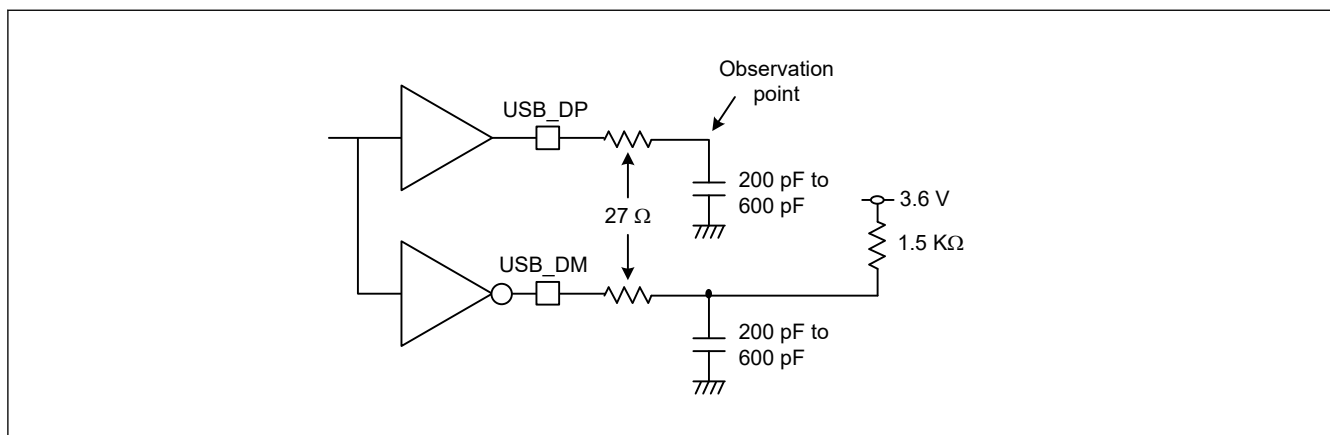 Observation
point
USB_DP
200 pF to
600 pF
3.6 V
27 Ω
1.5 KΩ
USB_DM
200 pF to
600 pF